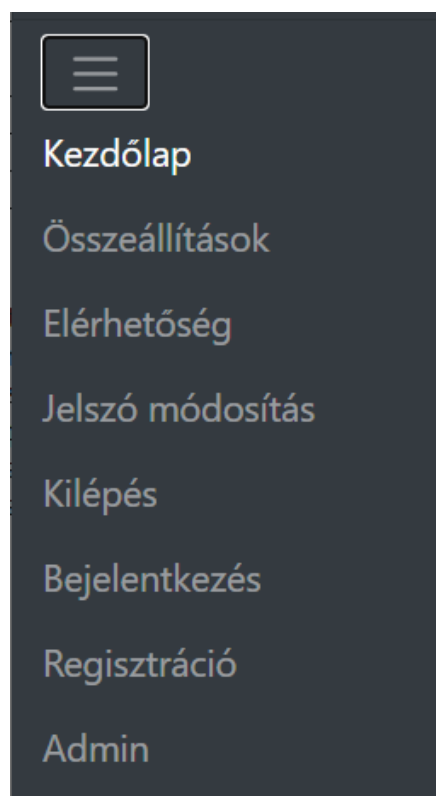 Kezdőlap
Összeállítások
Elérhetőség
Jelszó módosítás
Kilépés
Bejelentkezés
Regisztráció
Admin